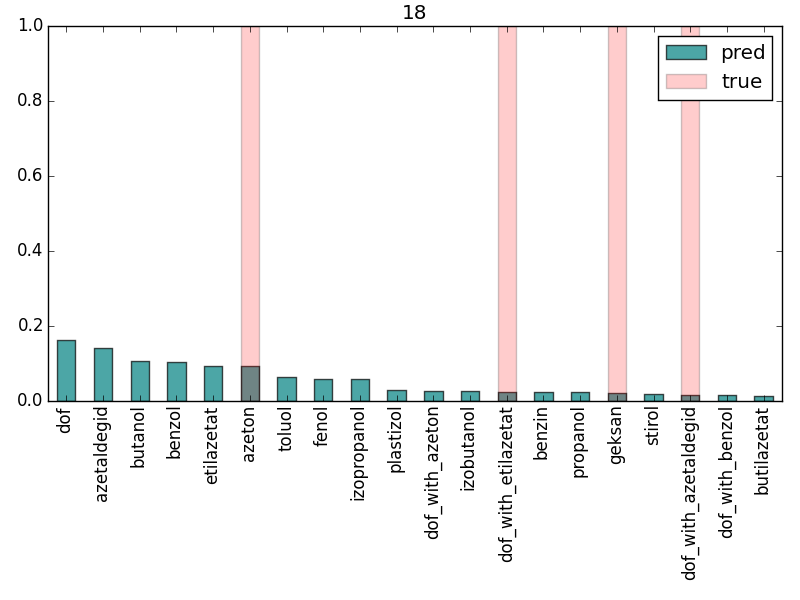 18
1.0
0.8
0.6
0.4
0.2
0.0
pred
true
dof
azetaldegid
butanol
benzol
etilazetat
azeton
toluol
fenol
izopropanol
plastizol
dof_with_azeton
izobutanol
dof_with_etilazetat
benzin
propanol
geksan
stirol
dof_with_azetaldegid
dof_with_benzol
butilazetat